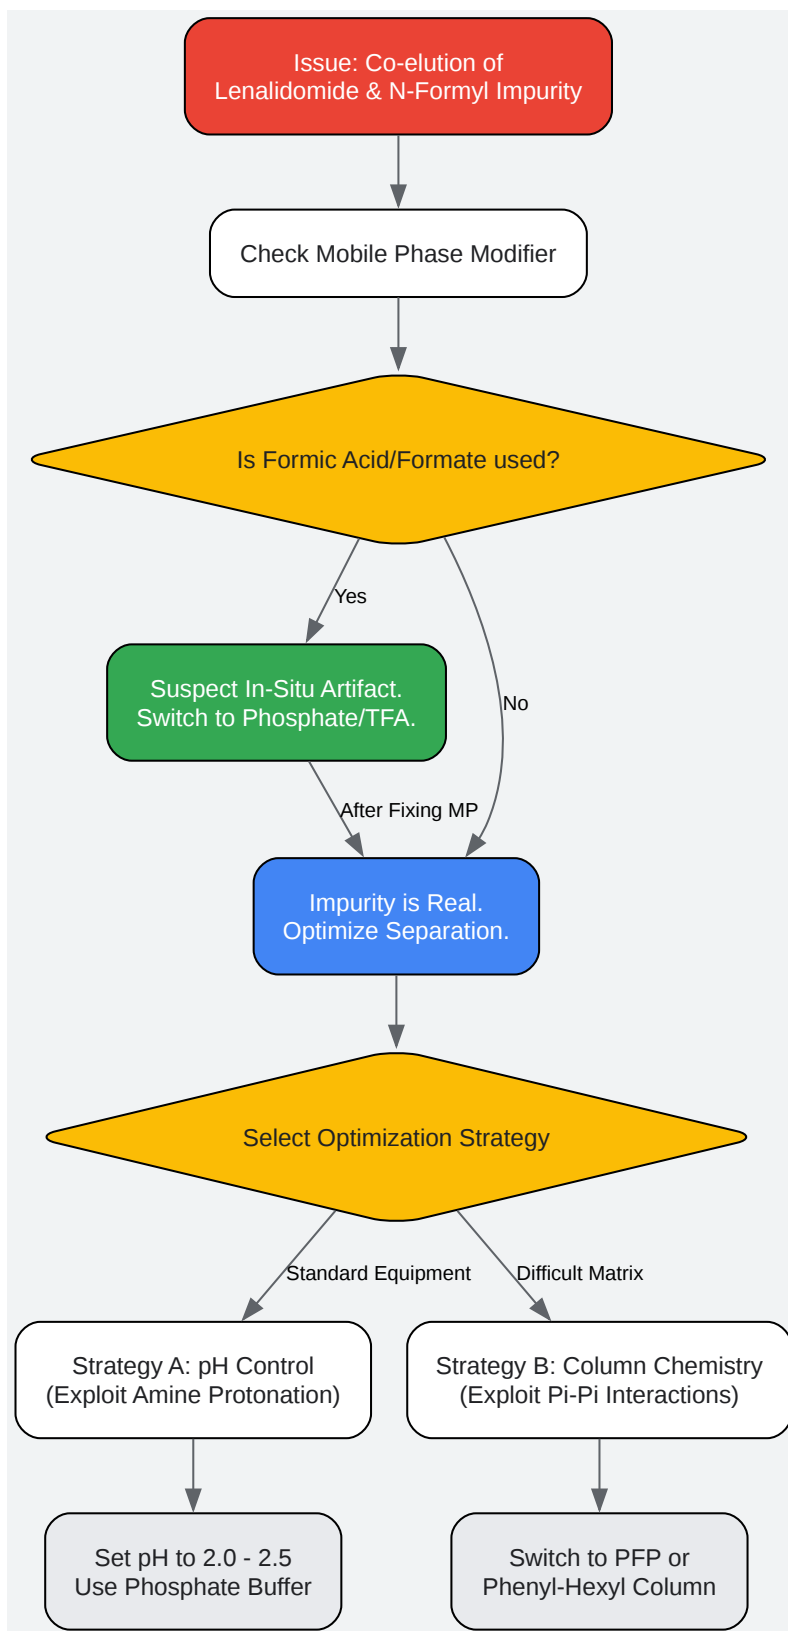 Issue: Co-elution of
Lenalidomide & N-Formyl Impurity
Check Mobile Phase Modifier
Is Formic Acid/Formate used?
Yes
No
Suspect In-Situ Artifact.
Switch to Phosphate/TFA.
After Fixing MP
Impurity is Real.
Optimize Separation.
Select Optimization Strategy
Standard Equipment
Difficult Matrix
Strategy A: pH Control
(Exploit Amine Protonation)
Strategy B: Column Chemistry
(Exploit Pi-Pi Interactions)
Set pH to 2.0 - 2.5
Use Phosphate Buffer
Switch to PFP or
Phenyl-Hexyl Column